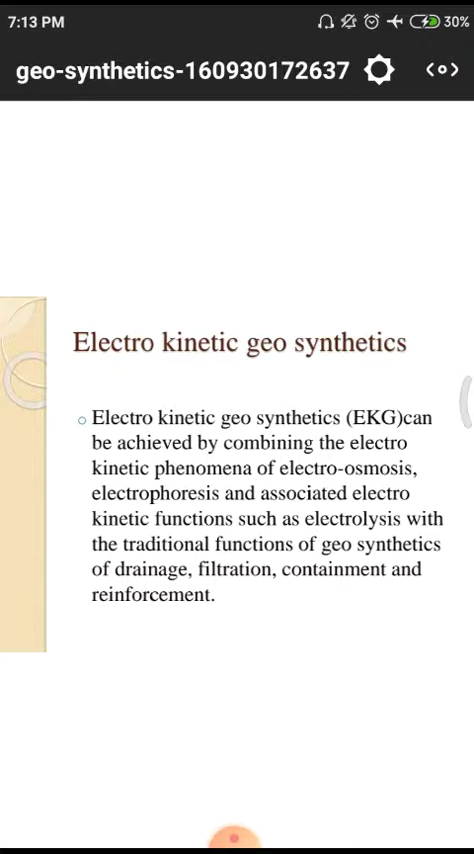 7:13 PM
30%
geo-synthetics-160930172637
Electro kinetic geo synthetics
Electro kinetic geo synthetics (EKG)can
be achieved by combining the electro
kinetic phenomena of electro-osmosis,
electrophoresis and associated electro
kinetic functions such as electrolysis with
the traditional functions of geo synthetics
of drainage, filtration, containment and
reinforcement.